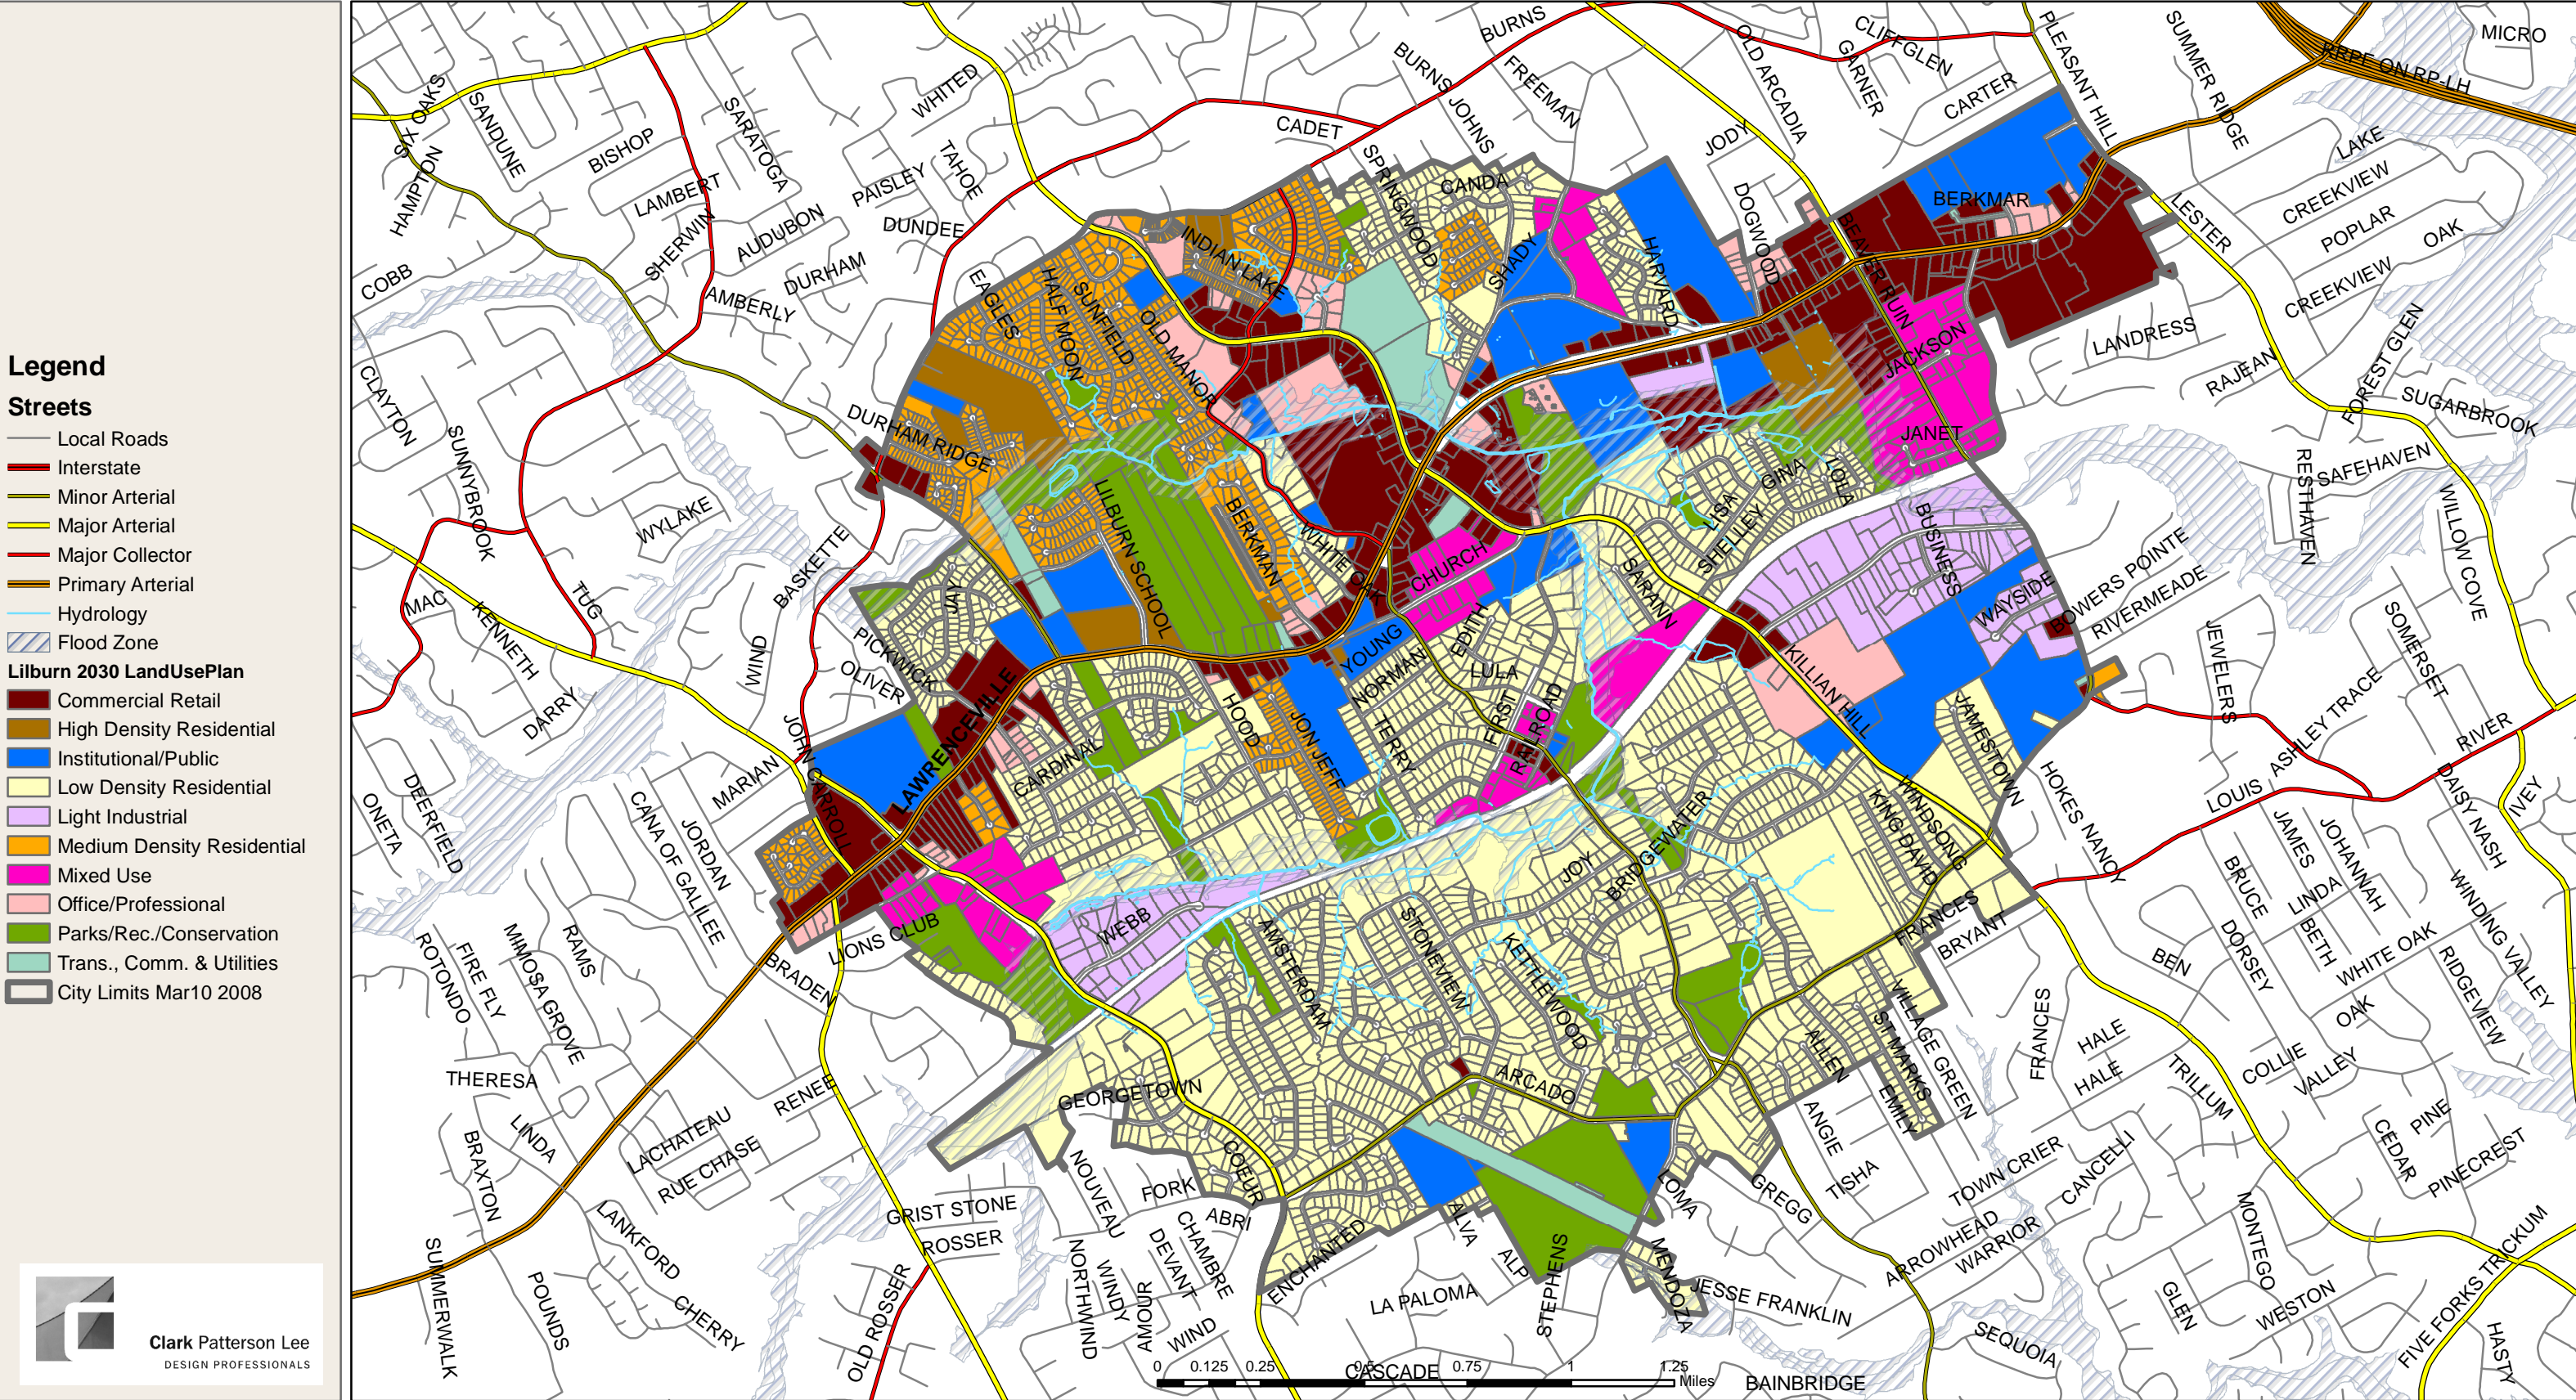 Legend
Streets
Local Roads
Interstate
Minor Arterial
Major Arterial
Major Collector
Primary Arterial
Hydrology
Flood Zone
Lilburn 2030 LandUsePlan
Commercial Retail
High Density Residential
Institutional/Public
Low Density Residential
Light Industrial
Medium Density Residential
Mixed Use
Office/Professional
Parks/Rec./Conservation
Trans., Comm. & Utilities
City Limits Mar10 2008
Clark Patterson Lee
DESIGN PROFESSIONALS
SIX OAKS
SANDUNE
HAMPTON
BISHOP
LAMBERT
SARATOGA
SHERWIN
AUDUBON
DURHAM
AMBERLY
COBB
WHITED
TAHOE
PAISLEY
DUNDEE
CADET
BURNS
BURNS
JOHNS
FREEMAN
OLD ARCADIA
CLIFFGLEN
GARNER
CARTER
JODY
PLEASANT HILL
SUMMER RIDGE
MICRO
RRPF ON RP-LH
LAKE
CREEKVIEW
POPLAR
OAK
CREEKVIEW
LESTER
LANDRESS
RAJEAN
FOREST GLEN
SUGARBROOK
SAFEHAVEN
RESTHAVEN
WILLOW COVE
CLAYTON
SUNNYBROOK
WYLAKE
BASKETTE
TUG
MAC
KENNETH
DARRY
WIND
OLIVER
PICKWICK
JAY
DURHAM RIDGE
EAGLES
HALF MOON
SUNFIELD
OLD MANOR
INDIAN LAKE
SPRINGWOOD
CANDA
SHADY
HARVARD
DOGWOOD
BEAVER RUIN
BERKMAR
JACKSON
JANET
GINA
LOLA
LISA
SHELLEY
SARANN
BUSINESS
WAYSIDE
BOWERS POINTE
RIVERMEADE
LILBURN SCHOOL
BERKMAN
WHITE OAK
CHURCH
YOUNG
EDITH
NORMAN
LULA
FIRST
RAILROAD
TERRY
JON JEFF
HOOD
CARDINAL
LAWRENCEVILLE
JOHN CARROLL
MARIAN
JORDAN
CANA OF GALILEE
DEERFIELD
ONETA
ROTONDO
FIRE FLY
MIMOSA GROVE
RAMS
BRADEN
LIONS CLUB
WEBB
AMSTERDAM
STONEVIEW
KETTLEWOOD
JOY
BRIDGEWATER
KILLIAN HILL
JAMESTOWN
WINDSONG
KING DAVID
FRANCES
BRYANT
HOKES
NANCY
LOUIS
ASHLEY TRACE
JEWELERS
SOMERSET
RIVER
DAISY NASH
IVEY
JAMES
JOHANNAH
BRUCE
LINDA
BETH
DORSEY
WHITE OAK
WINDING VALLEY
RIDGEVIEW
OAK
BEN
COLLIE
VALLEY
HALE
HALE
FRANCES
TRILLUM
PINE
CEDAR
PINECREST
VILLAGE GREEN
ST MARKS
EMILY
ALLEN
ANGIE
TISHA
TOWN CRIER
CANCELLI
ARROWHEAD
WARRIOR
MONTEGO
GLEN
WESTON
FIVE FORKS TRICKUM
HASTY
SEQUOIA
GREGG
LOMA
MENDOZA
JESSE FRANKLIN
STEPHENS
ALP
ALVA
LA PALOMA
ENCHANTED
ARCADO
GEORGETOWN
COEUR
NOUVEAU
FORK
ABRI
CHAMBRE
DEVANT
AMOUR
WINDY
NORTHWIND
WIND
GRIST STONE
ROSSER
OLD ROSSER
THERESA
LINDA
BRAXTON
LACHATEAU
RUE CHASE
RENEE
LANKFORD
CHERRY
POUNDS
SUMMERWALK
CASCADE
BAINBRIDGE
0 0.125 0.25 0.5 0.75 1 1.25
Miles